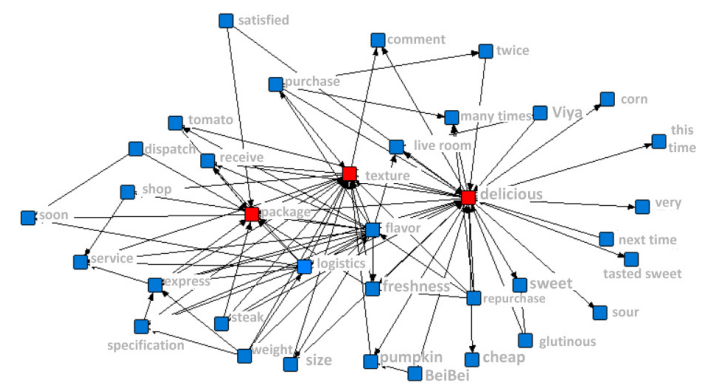 satisfied
comment
twice
purchase
many times
Viya
corn
tomato
this
time
dispatch
receive
live room
texture
shop
delicious
soon
package
very
flavor
next time
service
logistics
tasted sweet
express
freshness
repurchase
sweet
steak
sour
specification
glutinous
weight
size
pumpkin
cheap
BeiBei